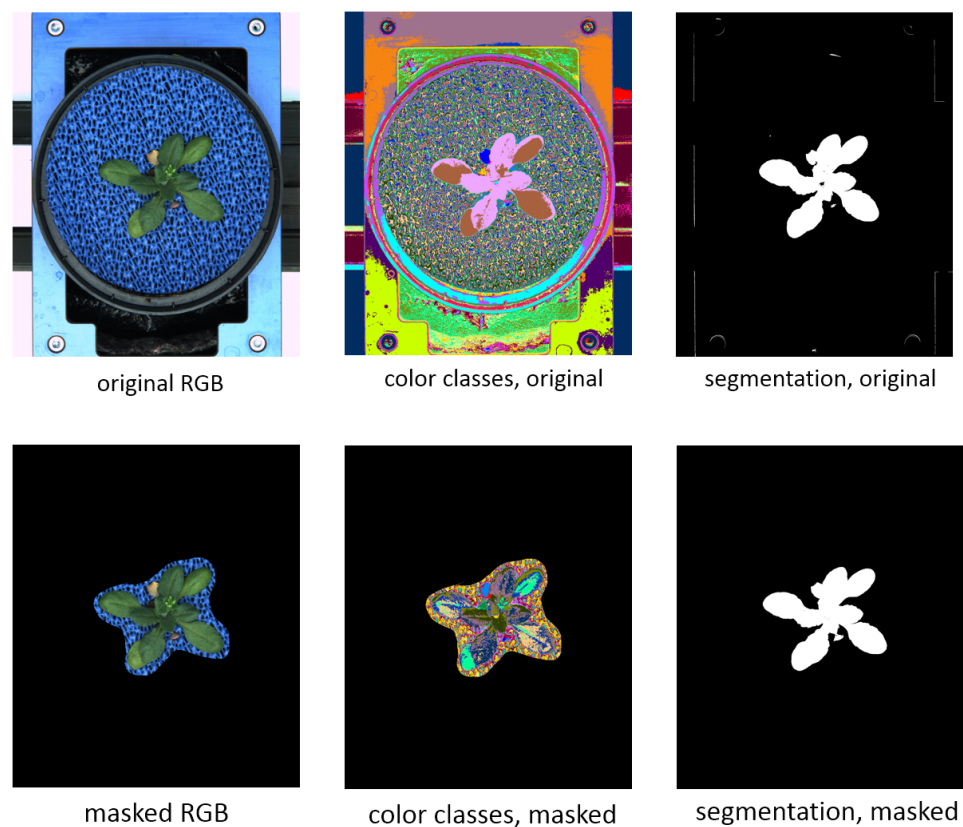 original RGB
color classes, original
segmentation, original
masked RGB
color classes, masked
segmentation, masked